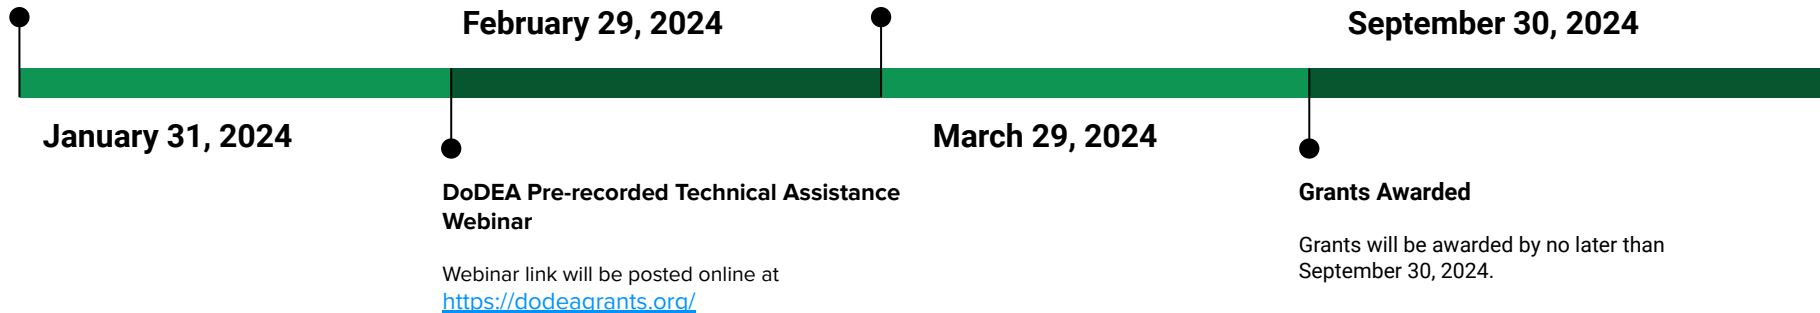 February 29, 2024
September 30, 2024
January 31, 2024
March 29, 2024
DoDEA Pre-recorded Technical Assistance
Webinar
Webinar link will be posted online at
https://dodeagrants.org/
Grants Awarded
Grants will be awarded by no later than
September 30, 2024.